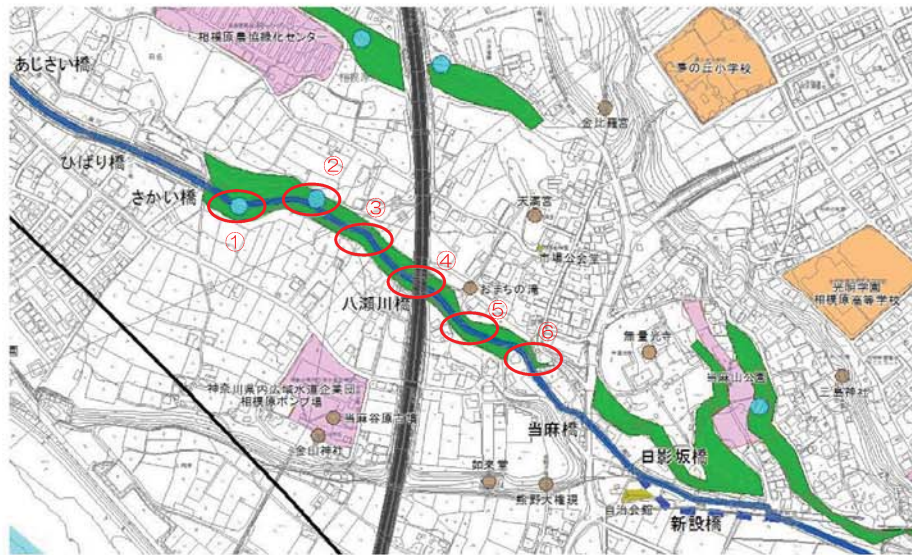 相模原農協緑化センター
あじさい橋
夢の丘小学校
金比羅宮
ひばり橋
さかい橋
①
②
③
④
⑤
⑥
天満宮
市場公会堂
おまちの滝
八瀬川橋
光明学園
相模原高等学校
無量光寺
当麻山公園
三島神社
神奈川県内広域水道企業団
相模原ポンプ場
当麻谷原古墳
金山神社
当麻橋
日影坂橋
如来堂
熊野大権現
自治会館
新設橋